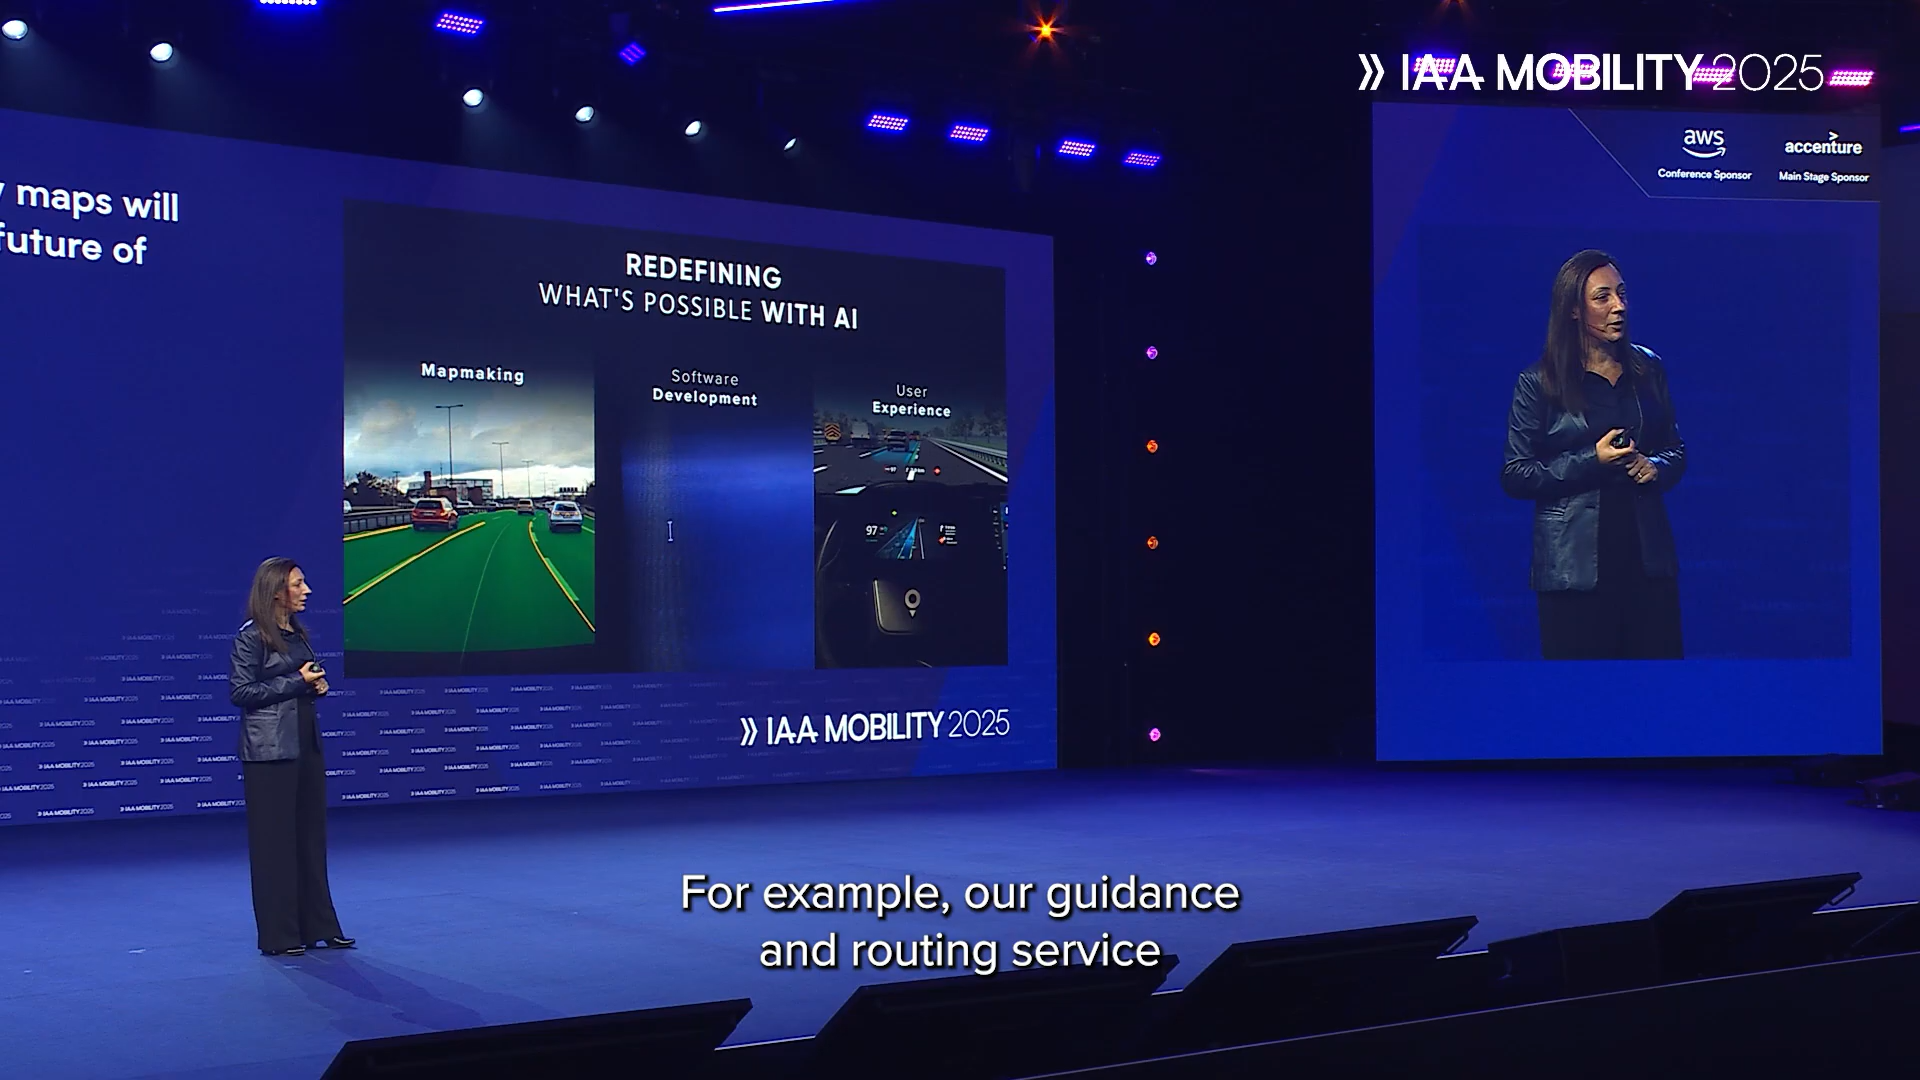 IAA MOBILITY 2025
aws
Conference Sponsor
accenture
Main Stage Sponsor
maps will
future of
REDEFINING
WHAT'S POSSIBLE WITH AI
Mapmaking
Software
Development
User
Experience
97
IAA MOBILITY 2025
For example, our guidance
and routing service